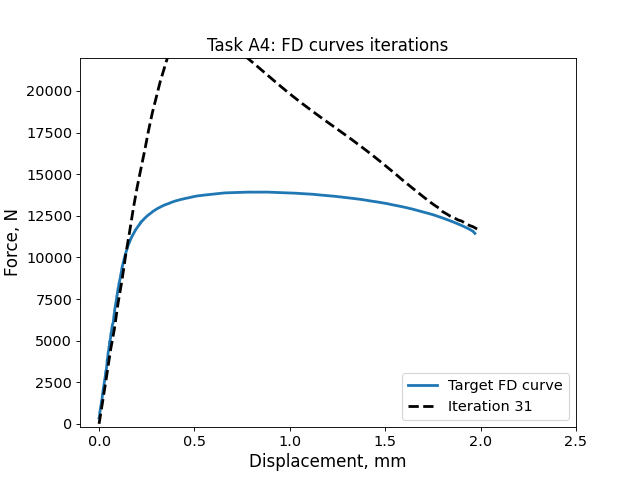 Task A4: FD curves iterations
Force, N
20000
17500
15000
12500
10000
7500
5000
2500
0
Target FD curve
Iteration 31
0.0 0.5 1.0 1.5 2.0 2.5
Displacement, mm